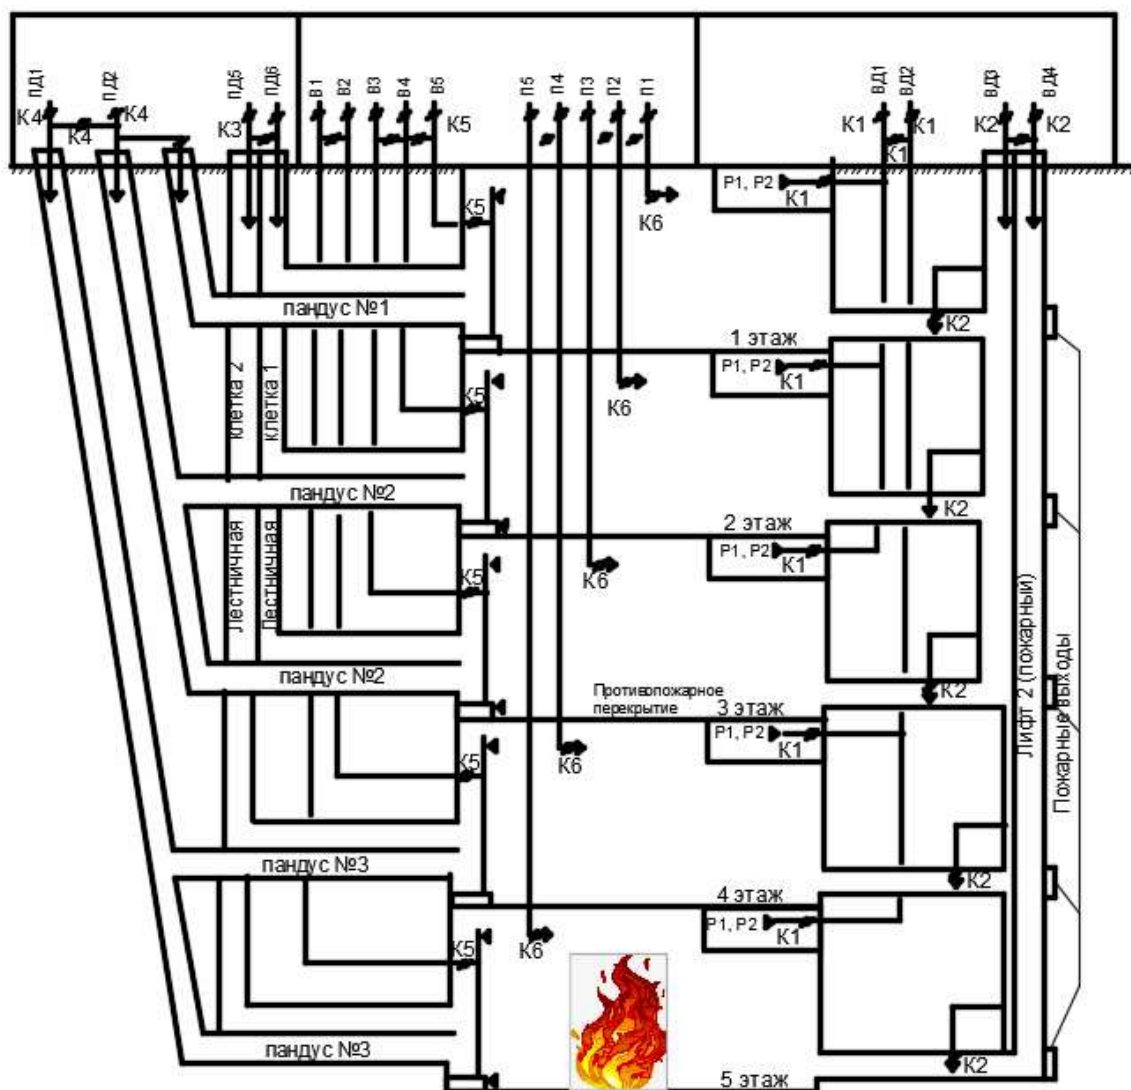 ПД1
ПД2
ПД5
ПД6
В1
В2
В3
В4
В5
П5
П4
П3
П2
П1
ВД1
ВД2
ВД3
ВД4
К4
К4
К4
К3
К5
К1
К1
К1
К2
К2
К5
К6
Р1, Р2
К1
пандус №1
К2
1 этаж
Р1, Р2
К1
К5
К6
клетка 2
клетка 1
пандус №2
К2
2 этаж
Р1, Р2
К1
К5
К6
Лестничная
Лестничная
пандус №2
К2
Противопожарное
перекрытие
3 этаж
Р1, Р2
К1
К5
К6
Лифт 2 (пожарный)
Пожарные выходы
пандус №3
К2
4 этаж
Р1, Р2
К1
К5
К6
пандус №3
К2
5 этаж